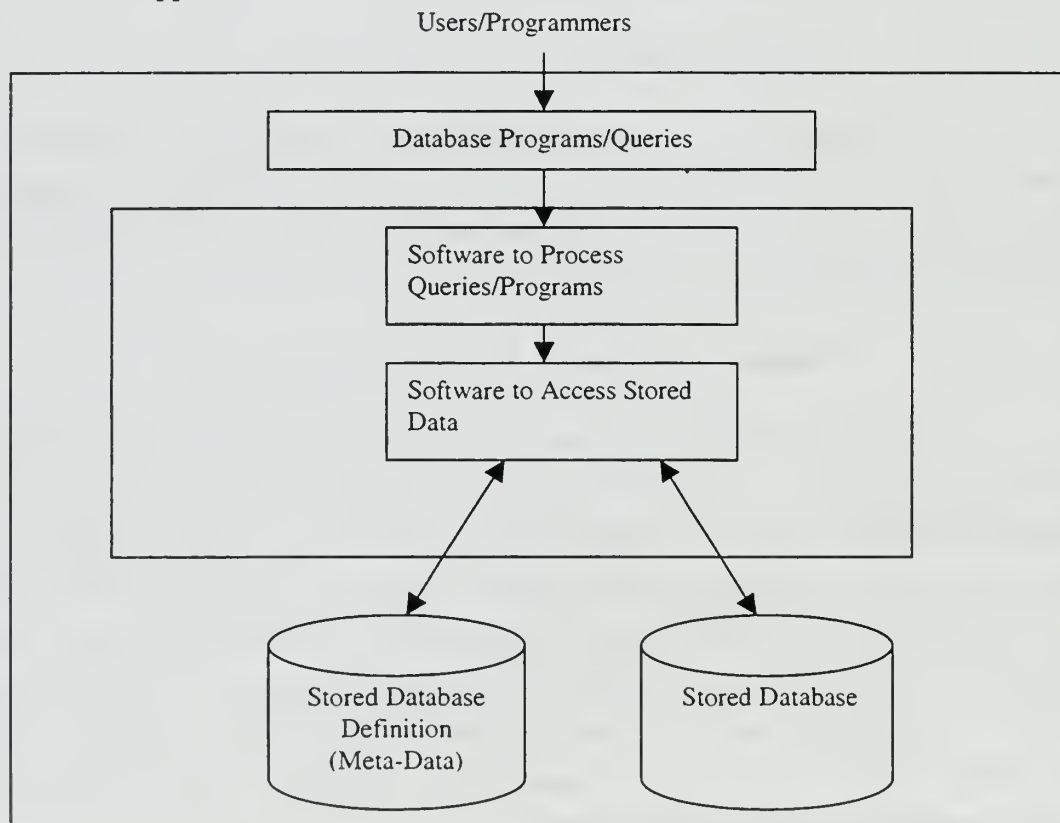 Users/Programmers
Database Programs/Queries
Software to Process
Queries/Programs
Software to Access Stored
Data
Stored Database
Definition
(Meta-Data)
Stored Database